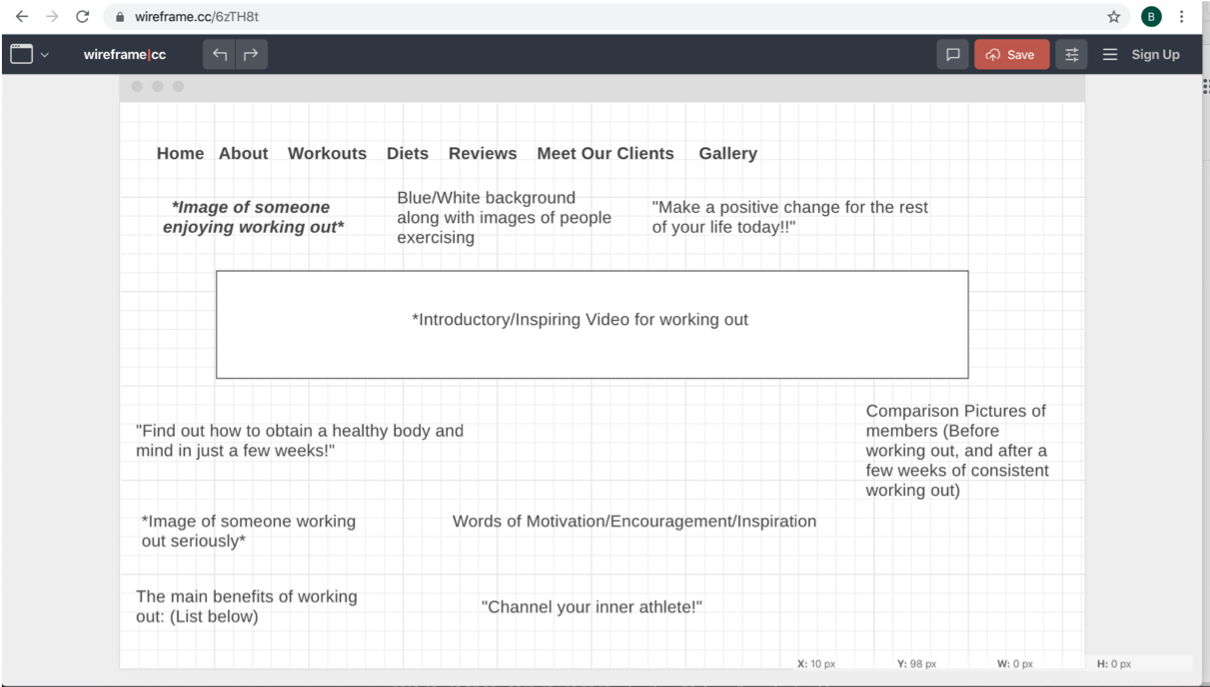 wireframe.cc/6zTH8t
B
wireframe|cc
Save
Sign Up
Home About Workouts Diets Reviews Meet Our Clients Gallery
*Image of someone
enjoying working out*
Blue/White background
along with images of people
exercising
"Make a positive change for the rest
of your life today!!"
*Introductory/Inspiring Video for working out
"Find out how to obtain a healthy body and
mind in just a few weeks!"
Comparison Pictures of
members (Before
working out, and after a
few weeks of consistent
working out)
*Image of someone working
out seriously*
Words of Motivation/Encouragement/Inspiration
The main benefits of working
out: (List below)
"Channel your inner athlete!"
X: 10 px Y: 98 px W: 0 px H: 0 px